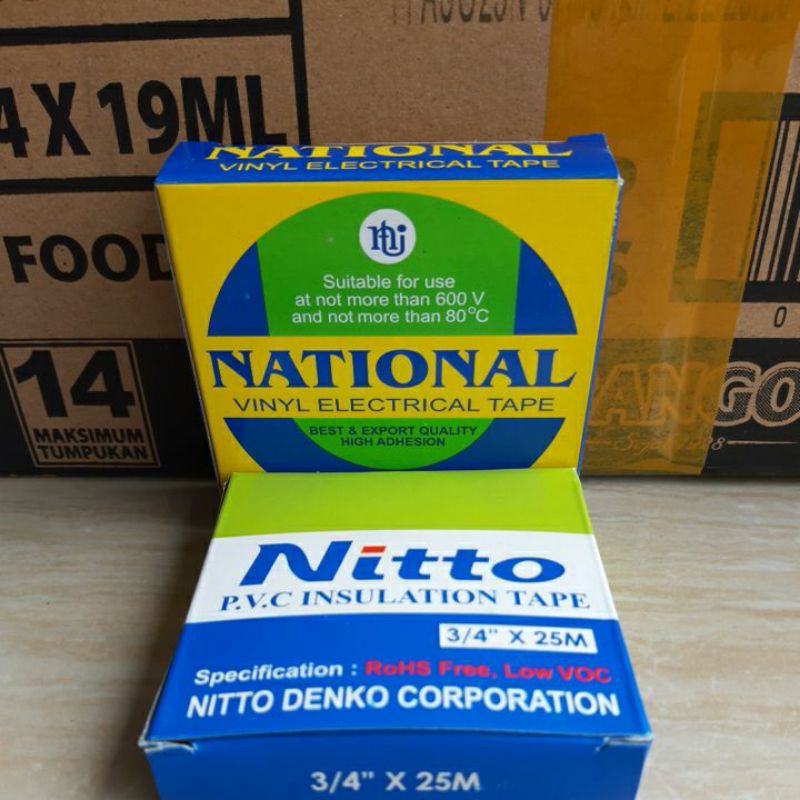 4 X 19ML
FOOD
14
MAKSIMUM
TUMPUKAN
ANGO
0
NATIONAL
VINYL ELECTRICAL TAPE
Suitable for use
at not more than 600 V
and not more than 80°C
NATIONAL
VINYL ELECTRICAL TAPE
BEST & EXPORT QUALITY
HIGH ADHESION
Nitto
P.V.C INSULATION TAPE
3/4" X 25M
Specification : RoHS Free, Low VOC
NITTO DENKO CORPORATION
3/4" X 25M